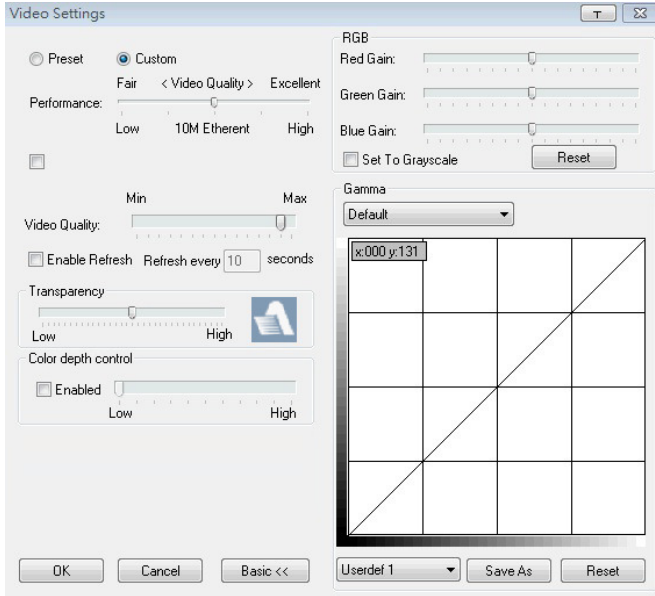 Video Settings
T
Preset
Custom
Fair < Video Quality > Excellent
Performance:
Low 10M Etherent High
Min Max
Video Quality:
Enable Refresh Refresh every 10 seconds
Transparency
Low High
Color depth control
Enabled
Low High
OK
Cancel
Basic <<
RGB
Red Gain:
Green Gain:
Blue Gain:
Set To Grayscale
Reset
Gamma
Default
x:000 y:131
Userdef 1
Save As
Reset